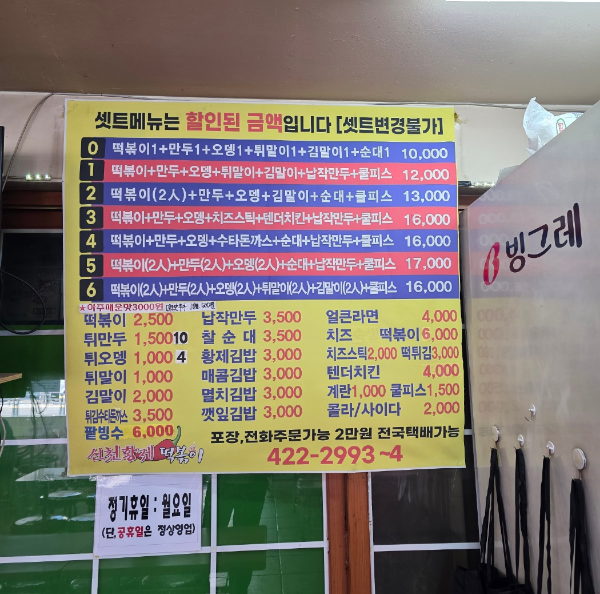 셋트메뉴는 할인된 금액입니다 [셋트변경불가]
0 떡볶이1+만두1+오뎅1+튀말이1+김말이1+순대1 10,000
1 떡볶이+만두+오뎅+튀말이+김말이+납작만두+쿨피스 12,000
2 떡볶이(2人)+만두+오뎅+김말이+순대+쿨피스 13,000
3 떡볶이+만두+오뎅+치즈스틱+텐더치킨+납작만두+쿨피스 16,000
4 떡볶이+만두+오뎅+수타돈까스+순대+납작만두+쿨피스 16,000
5 떡볶이(2人)+만두(2人)+오뎅(2人)+순대+납작만두+쿨피스 17,000
6 떡볶이(2人)+만두(2人)+오뎅(2人)+튀말이(2人)+김말이(2人)+쿨피스 16,000
떡볶이 2,500
튀만두 1,500 10
튀오뎅 1,000 4
튀말이 1,000
김말이 2,000
튀김수타돈까스 3,500
팥빙수 6,000
납작만두 3,500
찰순대 3,500
황제김밥 3,000
매콤김밥 3,000
멸치김밥 3,000
깻잎김밥 3,000
얼큰라면 4,000
치즈 떡볶이 6,000
치즈스틱2,000 떡튀김3,000
텐더치킨 4,000
계란1,000 쿨피스1,500
콜라/사이다 2,000
포장,전화주문가능 2만원 전국택배가능
신천황제떡볶이
422-2993~4
정기휴일 : 월요일
(단,공휴일은 정상영업)
빙그레